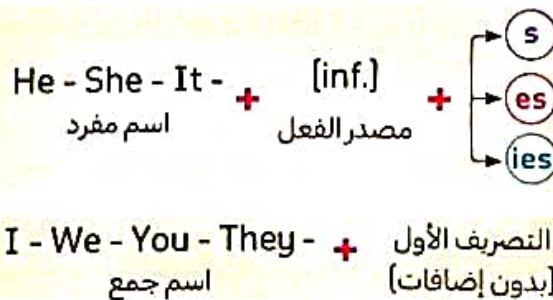 s
He - She - It - + [inf.] + es
اسم مفرد مصدر الفعل
ies
I - We - You - They - + التصريف الأول
اسم جمع (بدون إضافات)